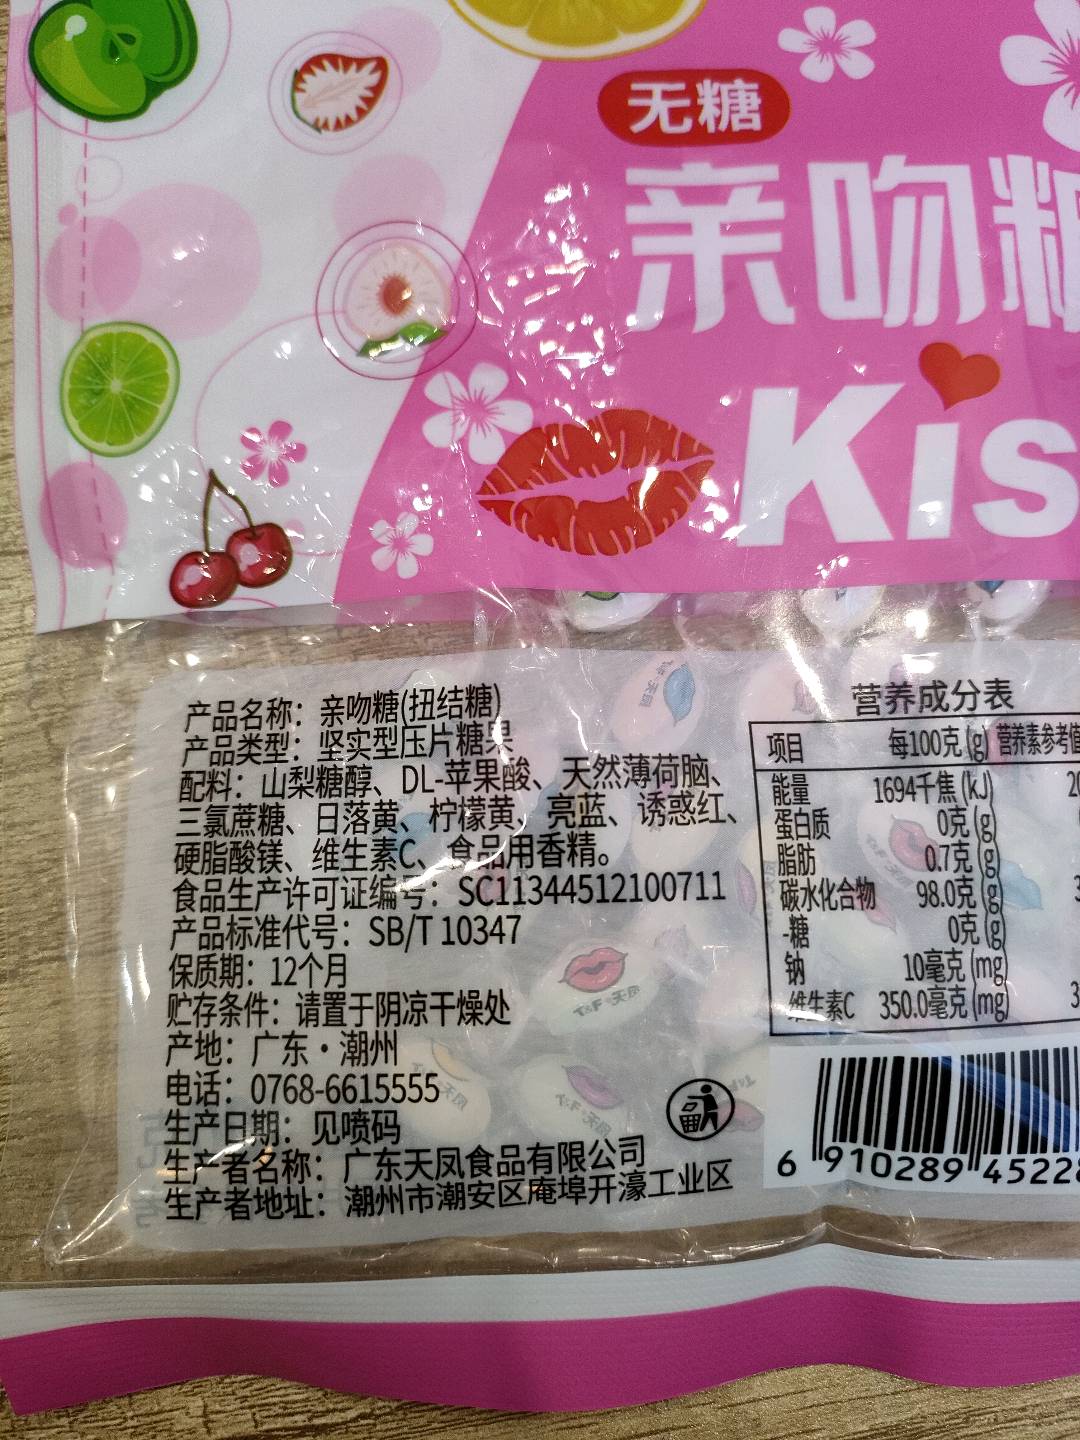 无糖
亲吻糖
Kis
产品名称：亲吻糖(扭结糖)
产品类型：坚实型压片糖果
配料：山梨糖醇、DL-苹果酸、天然薄荷脑、
三氯蔗糖、日落黄、柠檬黄、亮蓝、诱惑红、
硬脂酸镁、维生素C、食品用香精。
食品生产许可证编号：SC11344512100711
产品标准代号：SB/T 10347
保质期：12个月
贮存条件：请置于阴凉干燥处
产地：广东·潮州
电话：0768-6615555
生产日期：见喷码
生产者名称：广东天凤食品有限公司
生产者地址：潮州市潮安区庵埠开濠工业区
营养成分表
项目 每100克(g) 营养素参考值
能量 1694千焦(kJ)
蛋白质 0克(g)
脂肪 0.7克(g)
碳水化合物 98.0克(g)
-糖 0克(g)
钠 10毫克(mg)
维生素C 350.0毫克(mg)
6 910289 45228
T&F·天凤